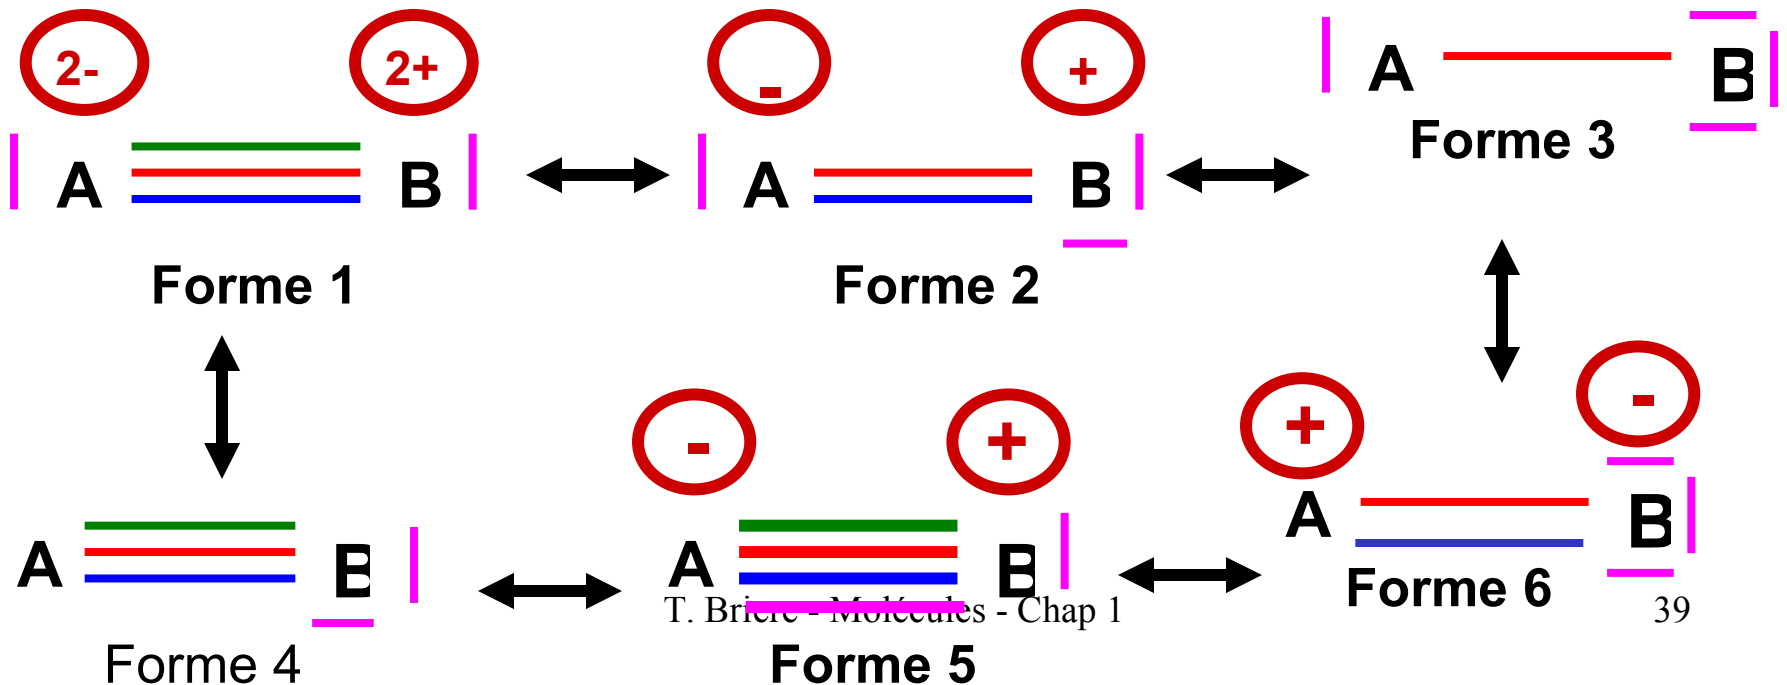 2- 2+ - + A B
A B A B Forme 3
Forme 1 Forme 2
- + + -
A B A B A B
Forme 6
T. Brière - Molécules - Chap 1 39
Forme 4 Forme 5